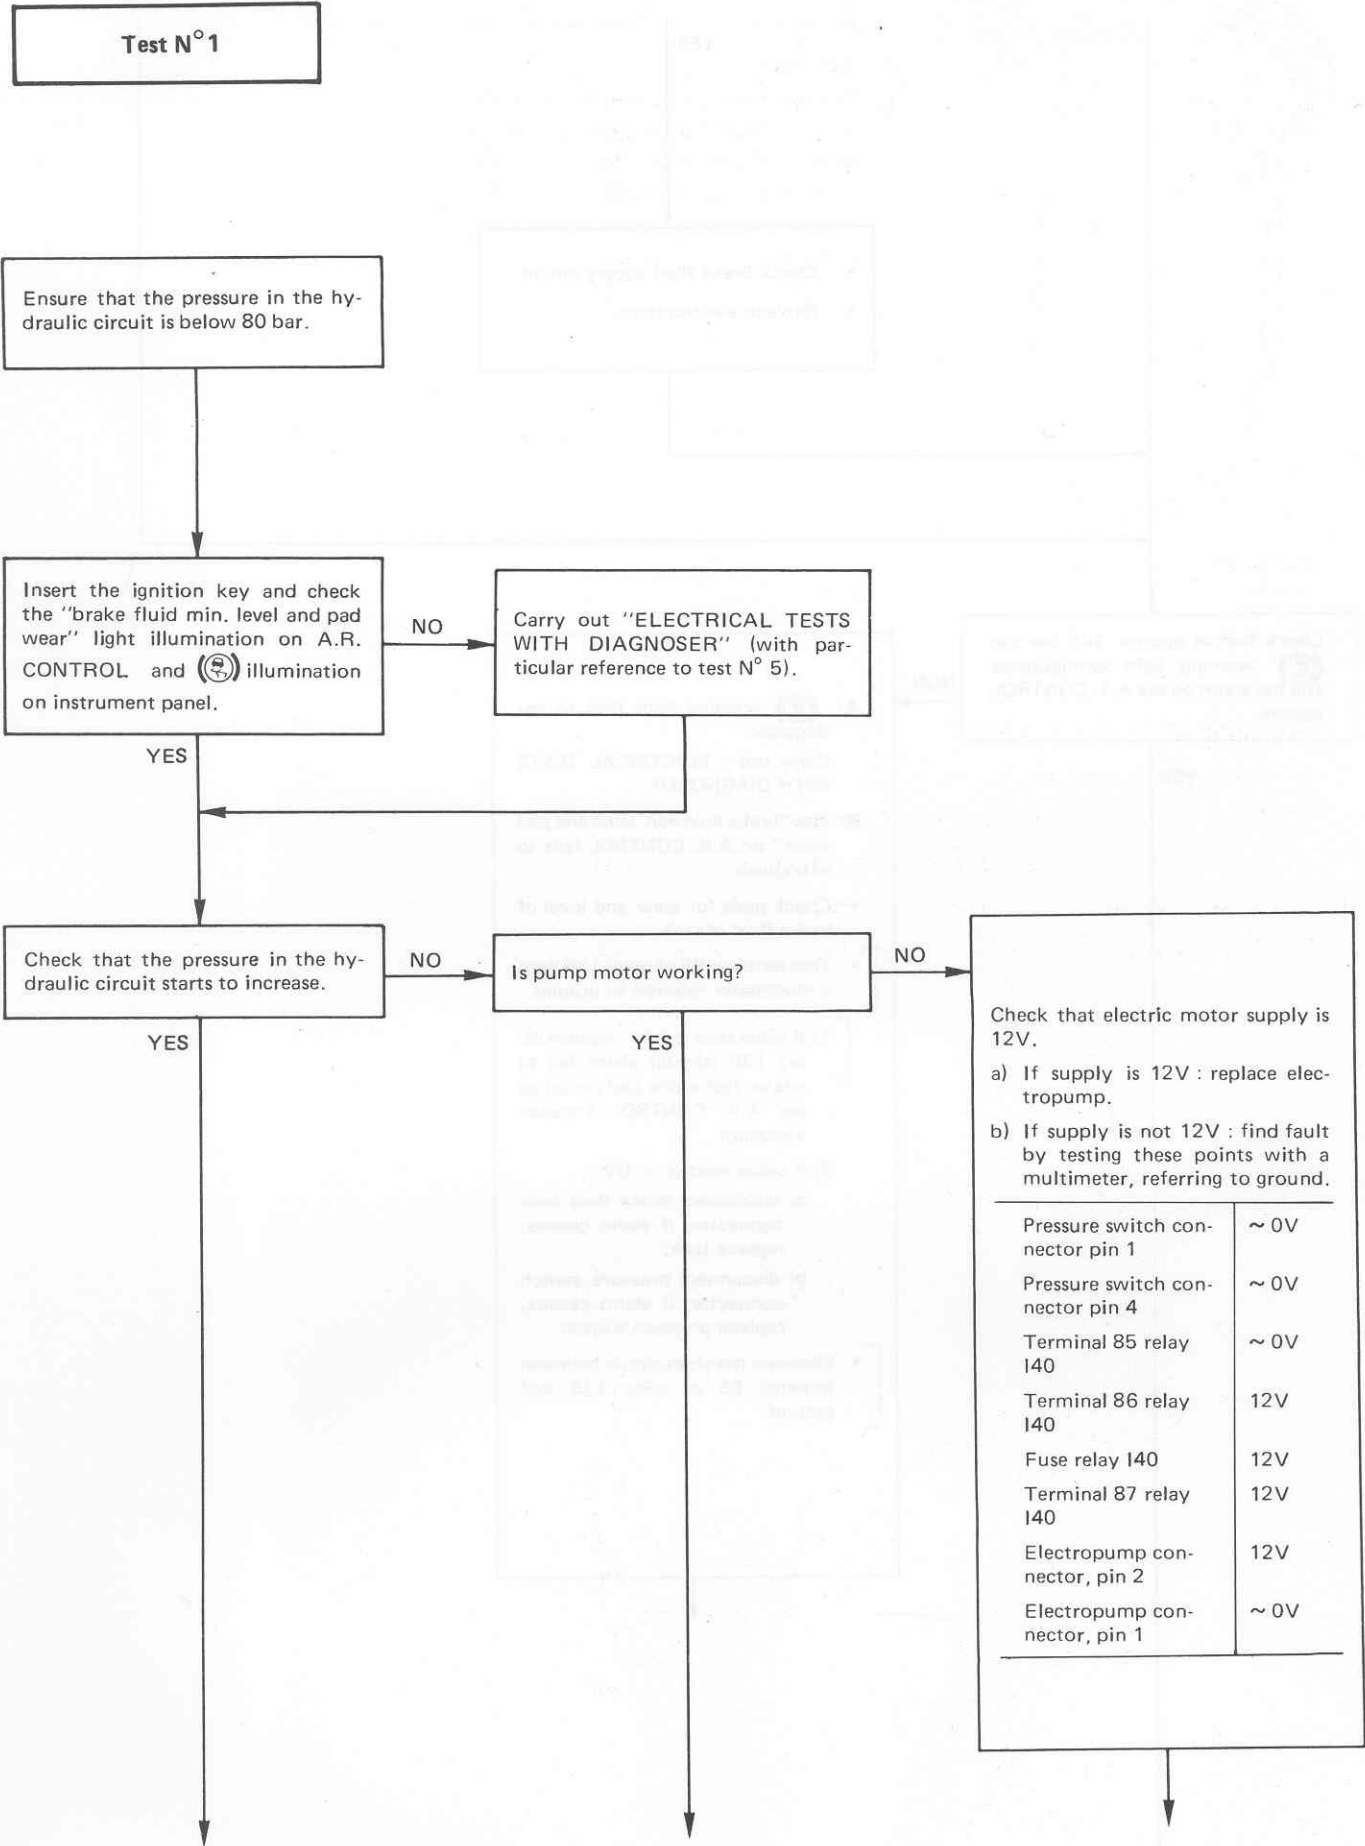 Test N° 1
Ensure that the pressure in the hy-
draulic circuit is below 80 bar.
Insert the ignition key and check
the "brake fluid min. level and pad
wear" light illumination on A.R.
CONTROL and illumination
on instrument panel.
NO
Carry out "ELECTRICAL TESTS
WITH DIAGNOSER" (with par-
ticular reference to test N° 5).
YES
Check that the pressure in the hy-
draulic circuit starts to increase.
NO
Is pump motor working?
NO
YES
YES
Check that electric motor supply is
12V.
a) If supply is 12V : replace elec-
tropump.
b) If supply is not 12V : find fault
by testing these points with a
multimeter, referring to ground.
Pressure switch con- ~ 0V
nector pin 1
Pressure switch con- ~ 0V
nector pin 4
Terminal 85 relay ~ 0V
I40
Terminal 86 relay 12V
I40
Fuse relay I40 12V
Terminal 87 relay 12V
I40
Electropump con- 12V
nector, pin 2
Electropump con- ~ 0V
nector, pin 1